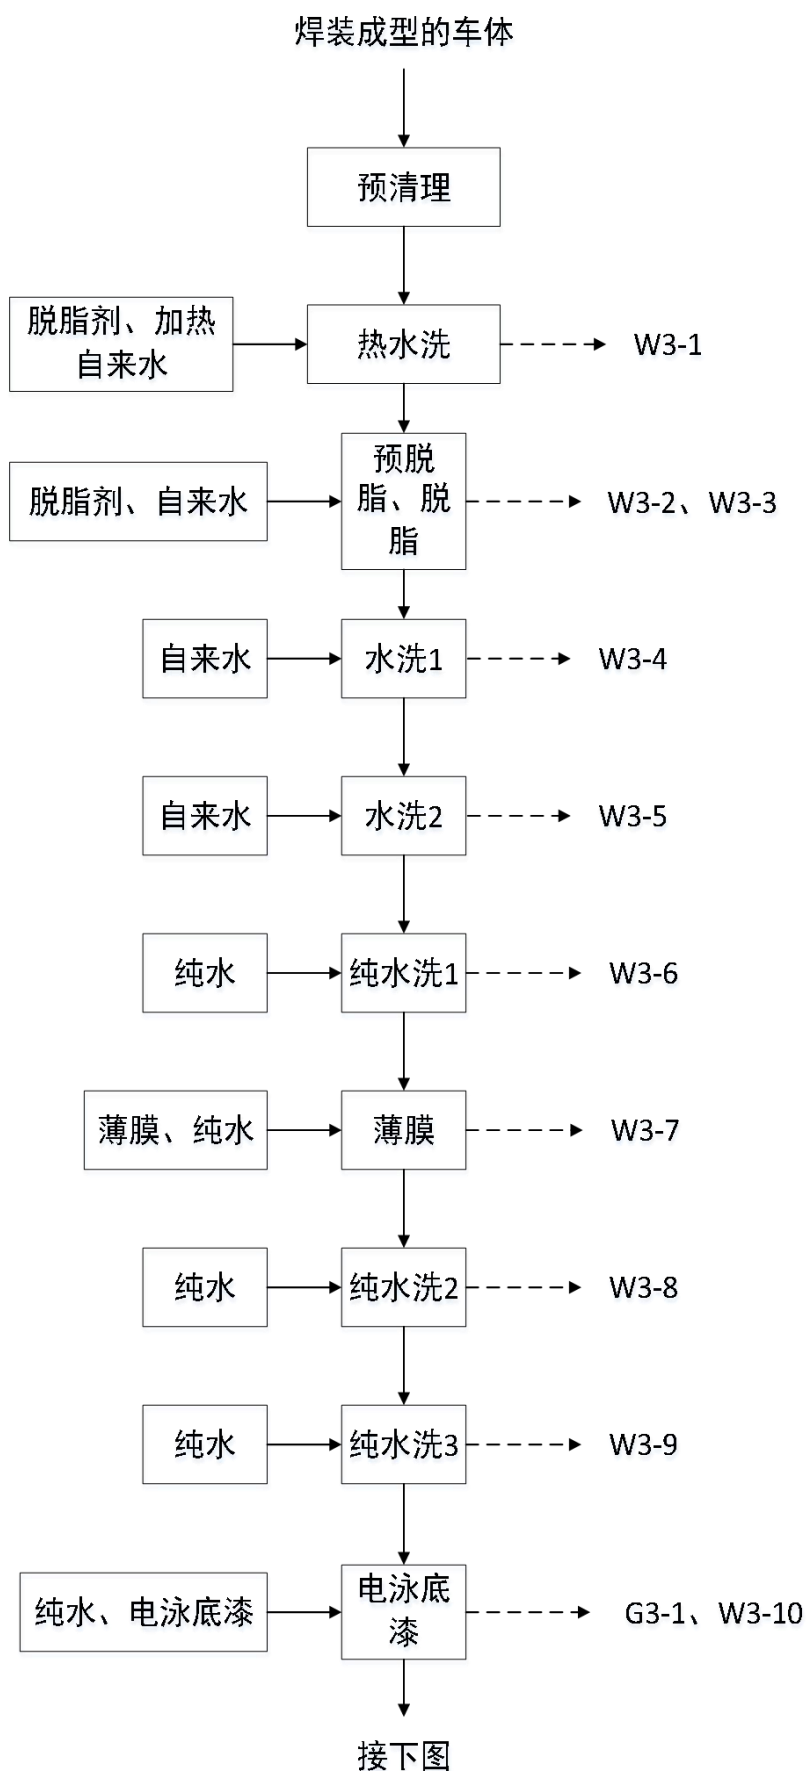 焊装成型的车体
预清理
脱脂剂、加热
自来水
热水洗
W3-1
脱脂剂、自来水
预脱
脂、脱
脂
W3-2、W3-3
自来水
水洗1
W3-4
自来水
水洗2
W3-5
纯水
纯水洗1
W3-6
薄膜、纯水
薄膜
W3-7
纯水
纯水洗2
W3-8
纯水
纯水洗3
W3-9
纯水、电泳底漆
电泳底
漆
G3-1、W3-10
接下图